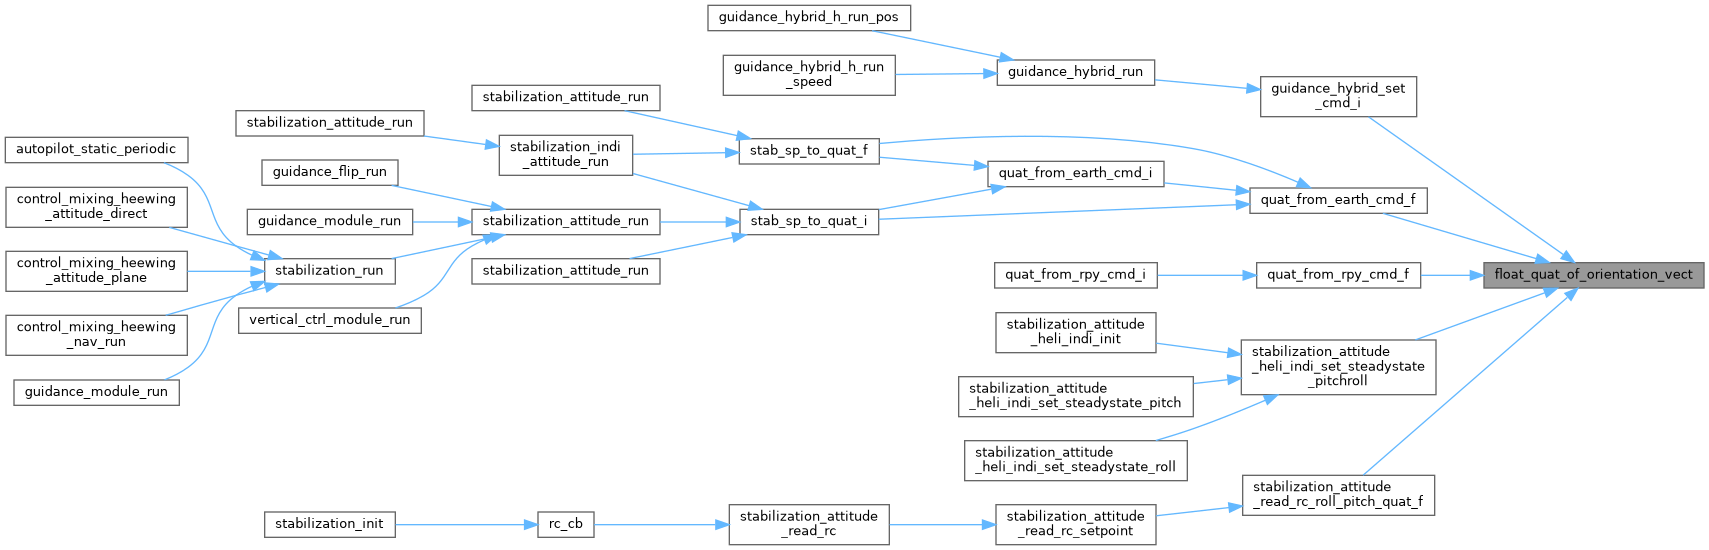 guidance_hybrid_h_run_pos
guidance_hybrid_h_run
_speed
guidance_hybrid_run
guidance_hybrid_set
_cmd_i
stabilization_attitude_run
stabilization_attitude_run
stabilization_indi
_attitude_run
stab_sp_to_quat_f
autopilot_static_periodic
guidance_flip_run
quat_from_earth_cmd_i
quat_from_earth_cmd_f
control_mixing_heewing
_attitude_direct
guidance_module_run
stabilization_attitude_run
stab_sp_to_quat_i
control_mixing_heewing
_attitude_plane
stabilization_run
stabilization_attitude_run
quat_from_rpy_cmd_i
quat_from_rpy_cmd_f
float_quat_of_orientation_vect
control_mixing_heewing
_nav_run
vertical_ctrl_module_run
stabilization_attitude
_heli_indi_init
guidance_module_run
stabilization_attitude
_heli_indi_set_steadystate
_pitchroll
stabilization_attitude
_heli_indi_set_steadystate_pitch
stabilization_attitude
_heli_indi_set_steadystate_roll
stabilization_attitude
_read_rc_roll_pitch_quat_f
stabilization_init
rc_cb
stabilization_attitude
_read_rc
stabilization_attitude
_read_rc_setpoint